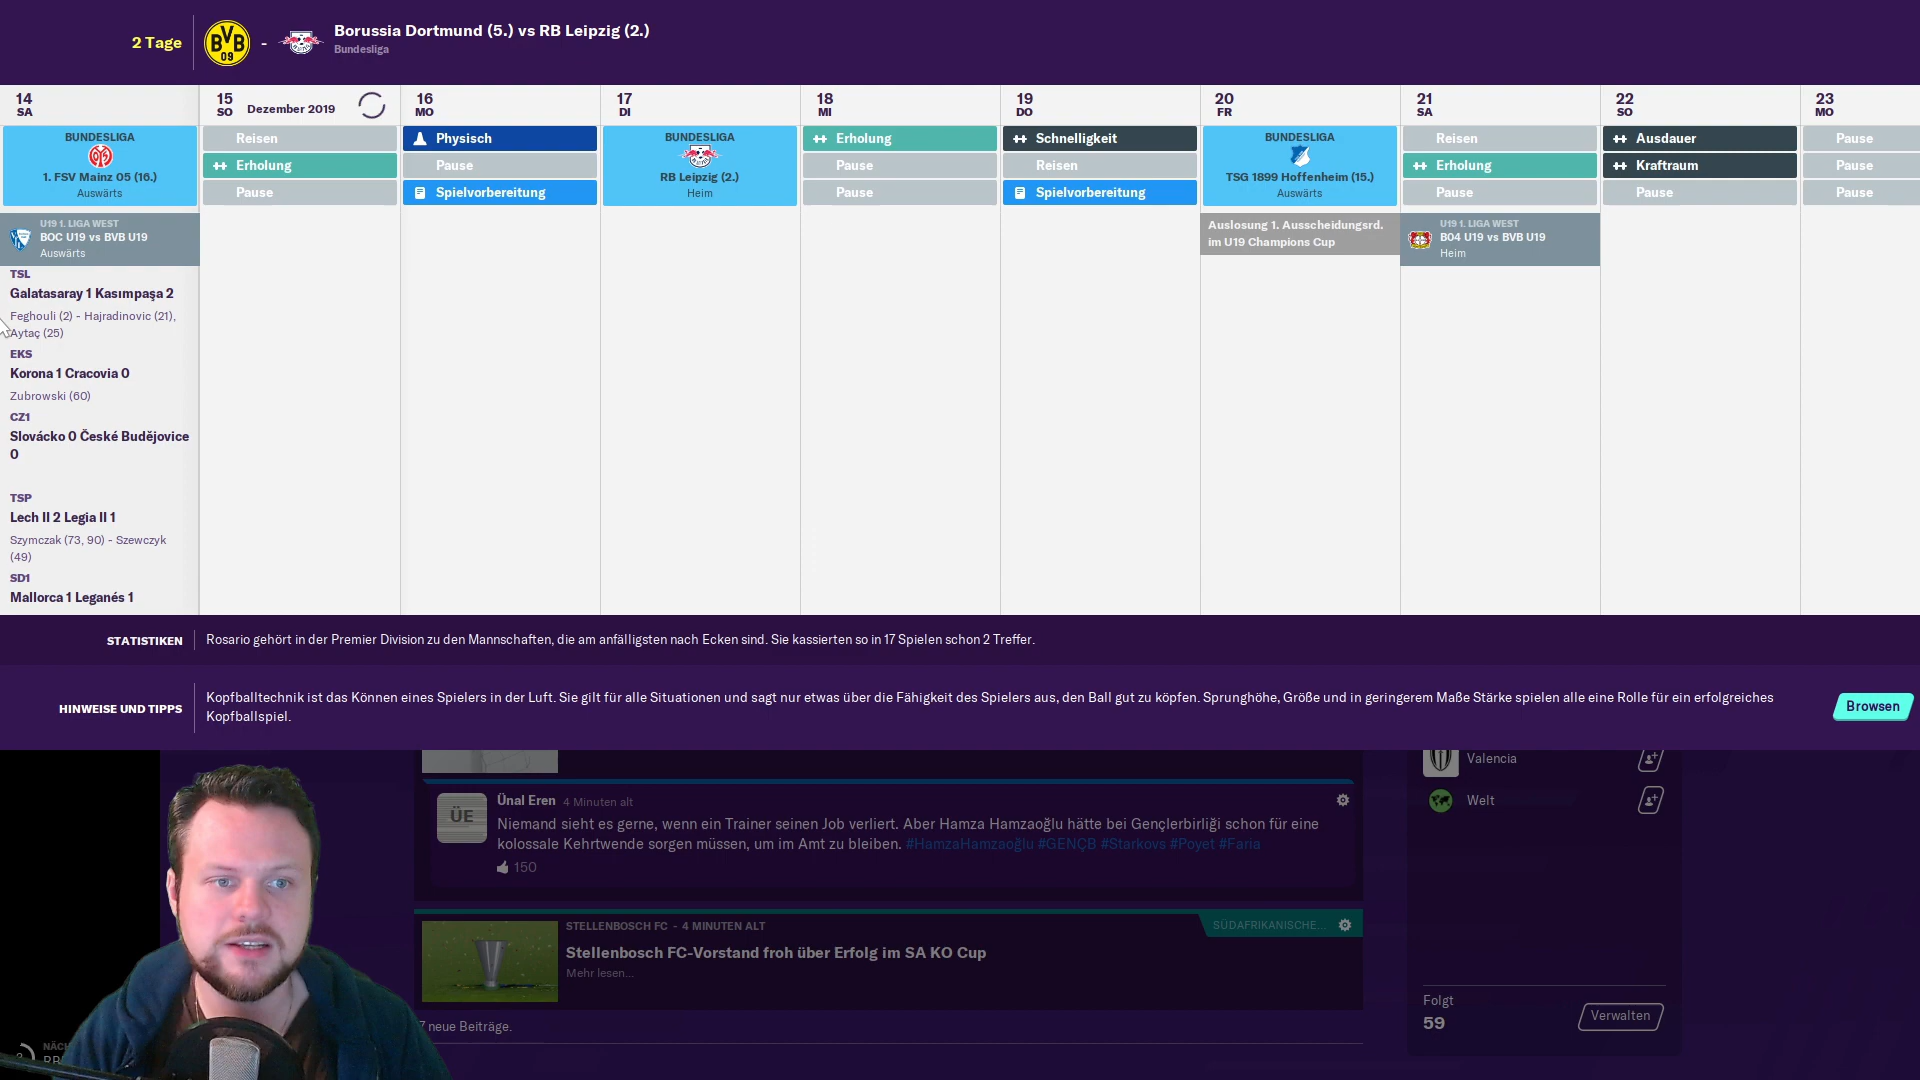 2 Tage
BVB 09
-
Borussia Dortmund (5.) vs RB Leipzig (2.)
Bundesliga
14
SA
15
SO
Dezember 2019
16
MO
17
DI
18
MI
19
DO
20
FR
21
SA
22
SO
23
MO
BUNDESLIGA
1. FSV Mainz 05 (16.)
Auswärts
Reisen
Erholung
Pause
Physisch
Pause
Spielvorbereitung
BUNDESLIGA
RB Leipzig (2.)
Heim
Erholung
Pause
Pause
Schnelligkeit
Reisen
Spielvorbereitung
BUNDESLIGA
TSG 1899 Hoffenheim (15.)
Auswärts
Reisen
Erholung
Pause
Ausdauer
Kraftraum
Pause
Pause
Pause
Pause
U19 1. LIGA WEST
BOC U19 vs BVB U19
Auswärts
Auslosung 1. Ausscheidungsrd.
im U19 Champions Cup
U19 1. LIGA WEST
B04 U19 vs BVB U19
Heim
TSL
Galatasaray 1 Kasımpaşa 2
Feghouli (2) - Hajradinovic (21),
Aytaç (25)
EKS
Korona 1 Cracovia 0
Zubrowski (60)
CZ1
Slovácko 0 České Budějovice
0
TSP
Lech II 2 Legia II 1
Szymczak (73, 90) - Szewczyk
(49)
SD1
Mallorca 1 Leganés 1
STATISTIKEN
Rosario gehört in der Premier Division zu den Mannschaften, die am anfälligsten nach Ecken sind. Sie kassierten so in 17 Spielen schon 2 Treffer.
HINWEISE UND TIPPS
Kopfballtechnik ist das Können eines Spielers in der Luft. Sie gilt für alle Situationen und sagt nur etwas über die Fähigkeit des Spielers aus, den Ball gut zu köpfen. Sprunghöhe, Größe und in geringerem Maße Stärke spielen alle eine Rolle für ein erfolgreiches
Kopfballspiel.
Browsen
Valencia
Welt
ÜE
Ünal Eren 4 Minuten alt
Niemand sieht es gerne, wenn ein Trainer seinen Job verliert. Aber Hamza Hamzaoğlu hätte bei Gençlerbirliği schon für eine
kolossale Kehrtwende sorgen müssen, um im Amt zu bleiben. #HamzaHamzaoğlu #GENÇB #Starkovs #Poyet #Faria
150
STELLENBOSCH FC - 4 MINUTEN ALT
SÜDAFRIKANISCHE...
Stellenbosch FC-Vorstand froh über Erfolg im SA KO Cup
Mehr lesen...
7 neue Beiträge.
Folgt
59
Verwalten